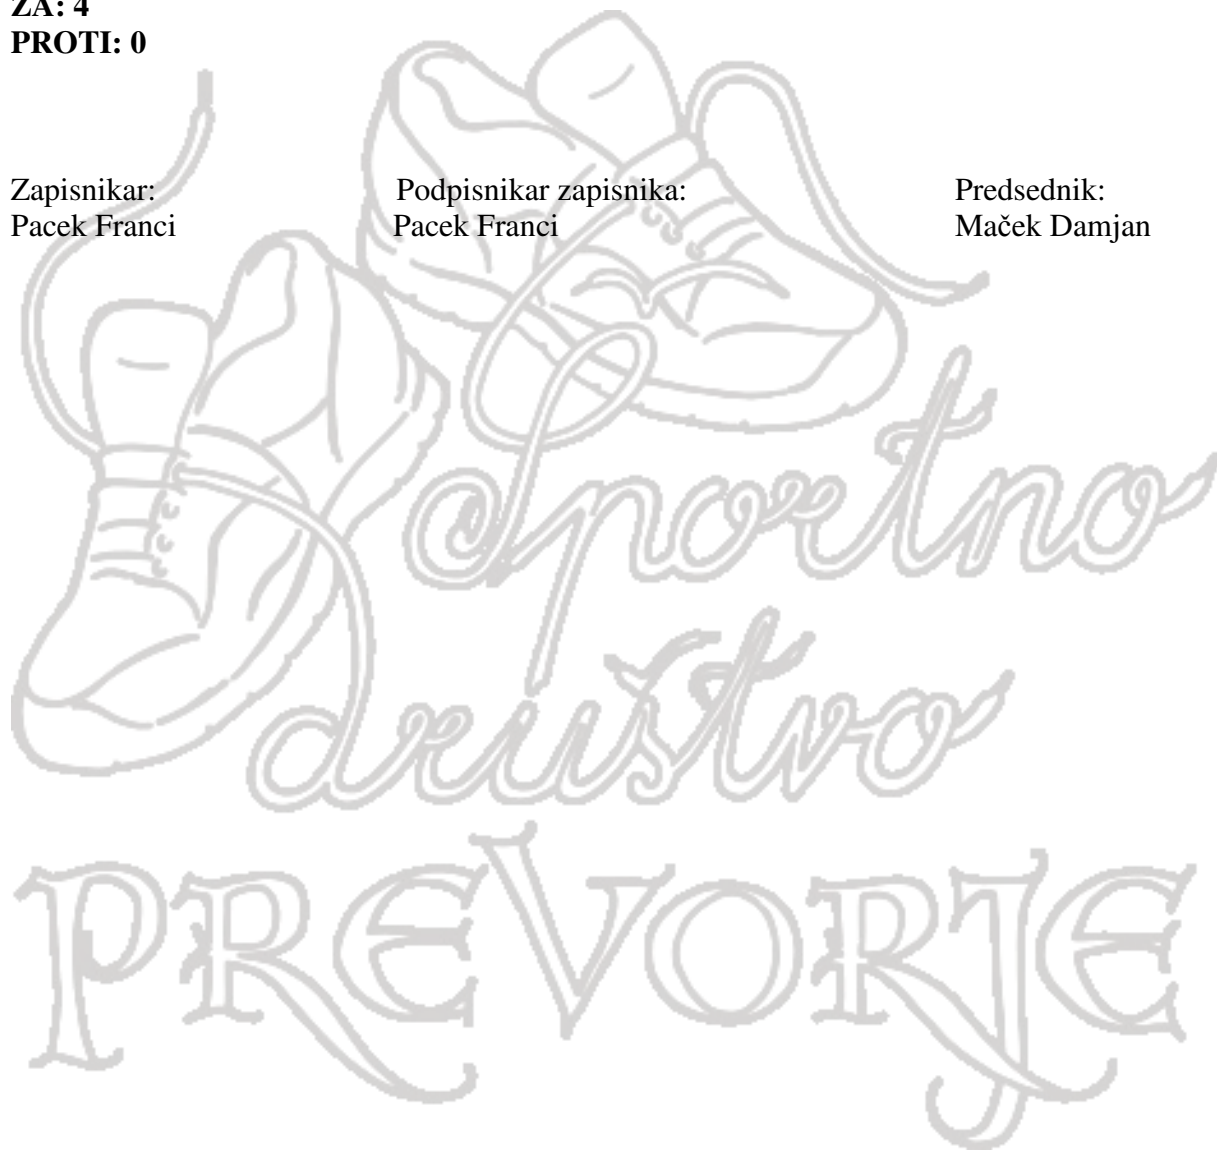 ZA: 4
PROTI: 0
Zapisnikar: Podpisnikar zapisnika: Predsednik:
Pacek Franci Pacek Franci Maček Damjan
Športno
društvo
PREVORJE